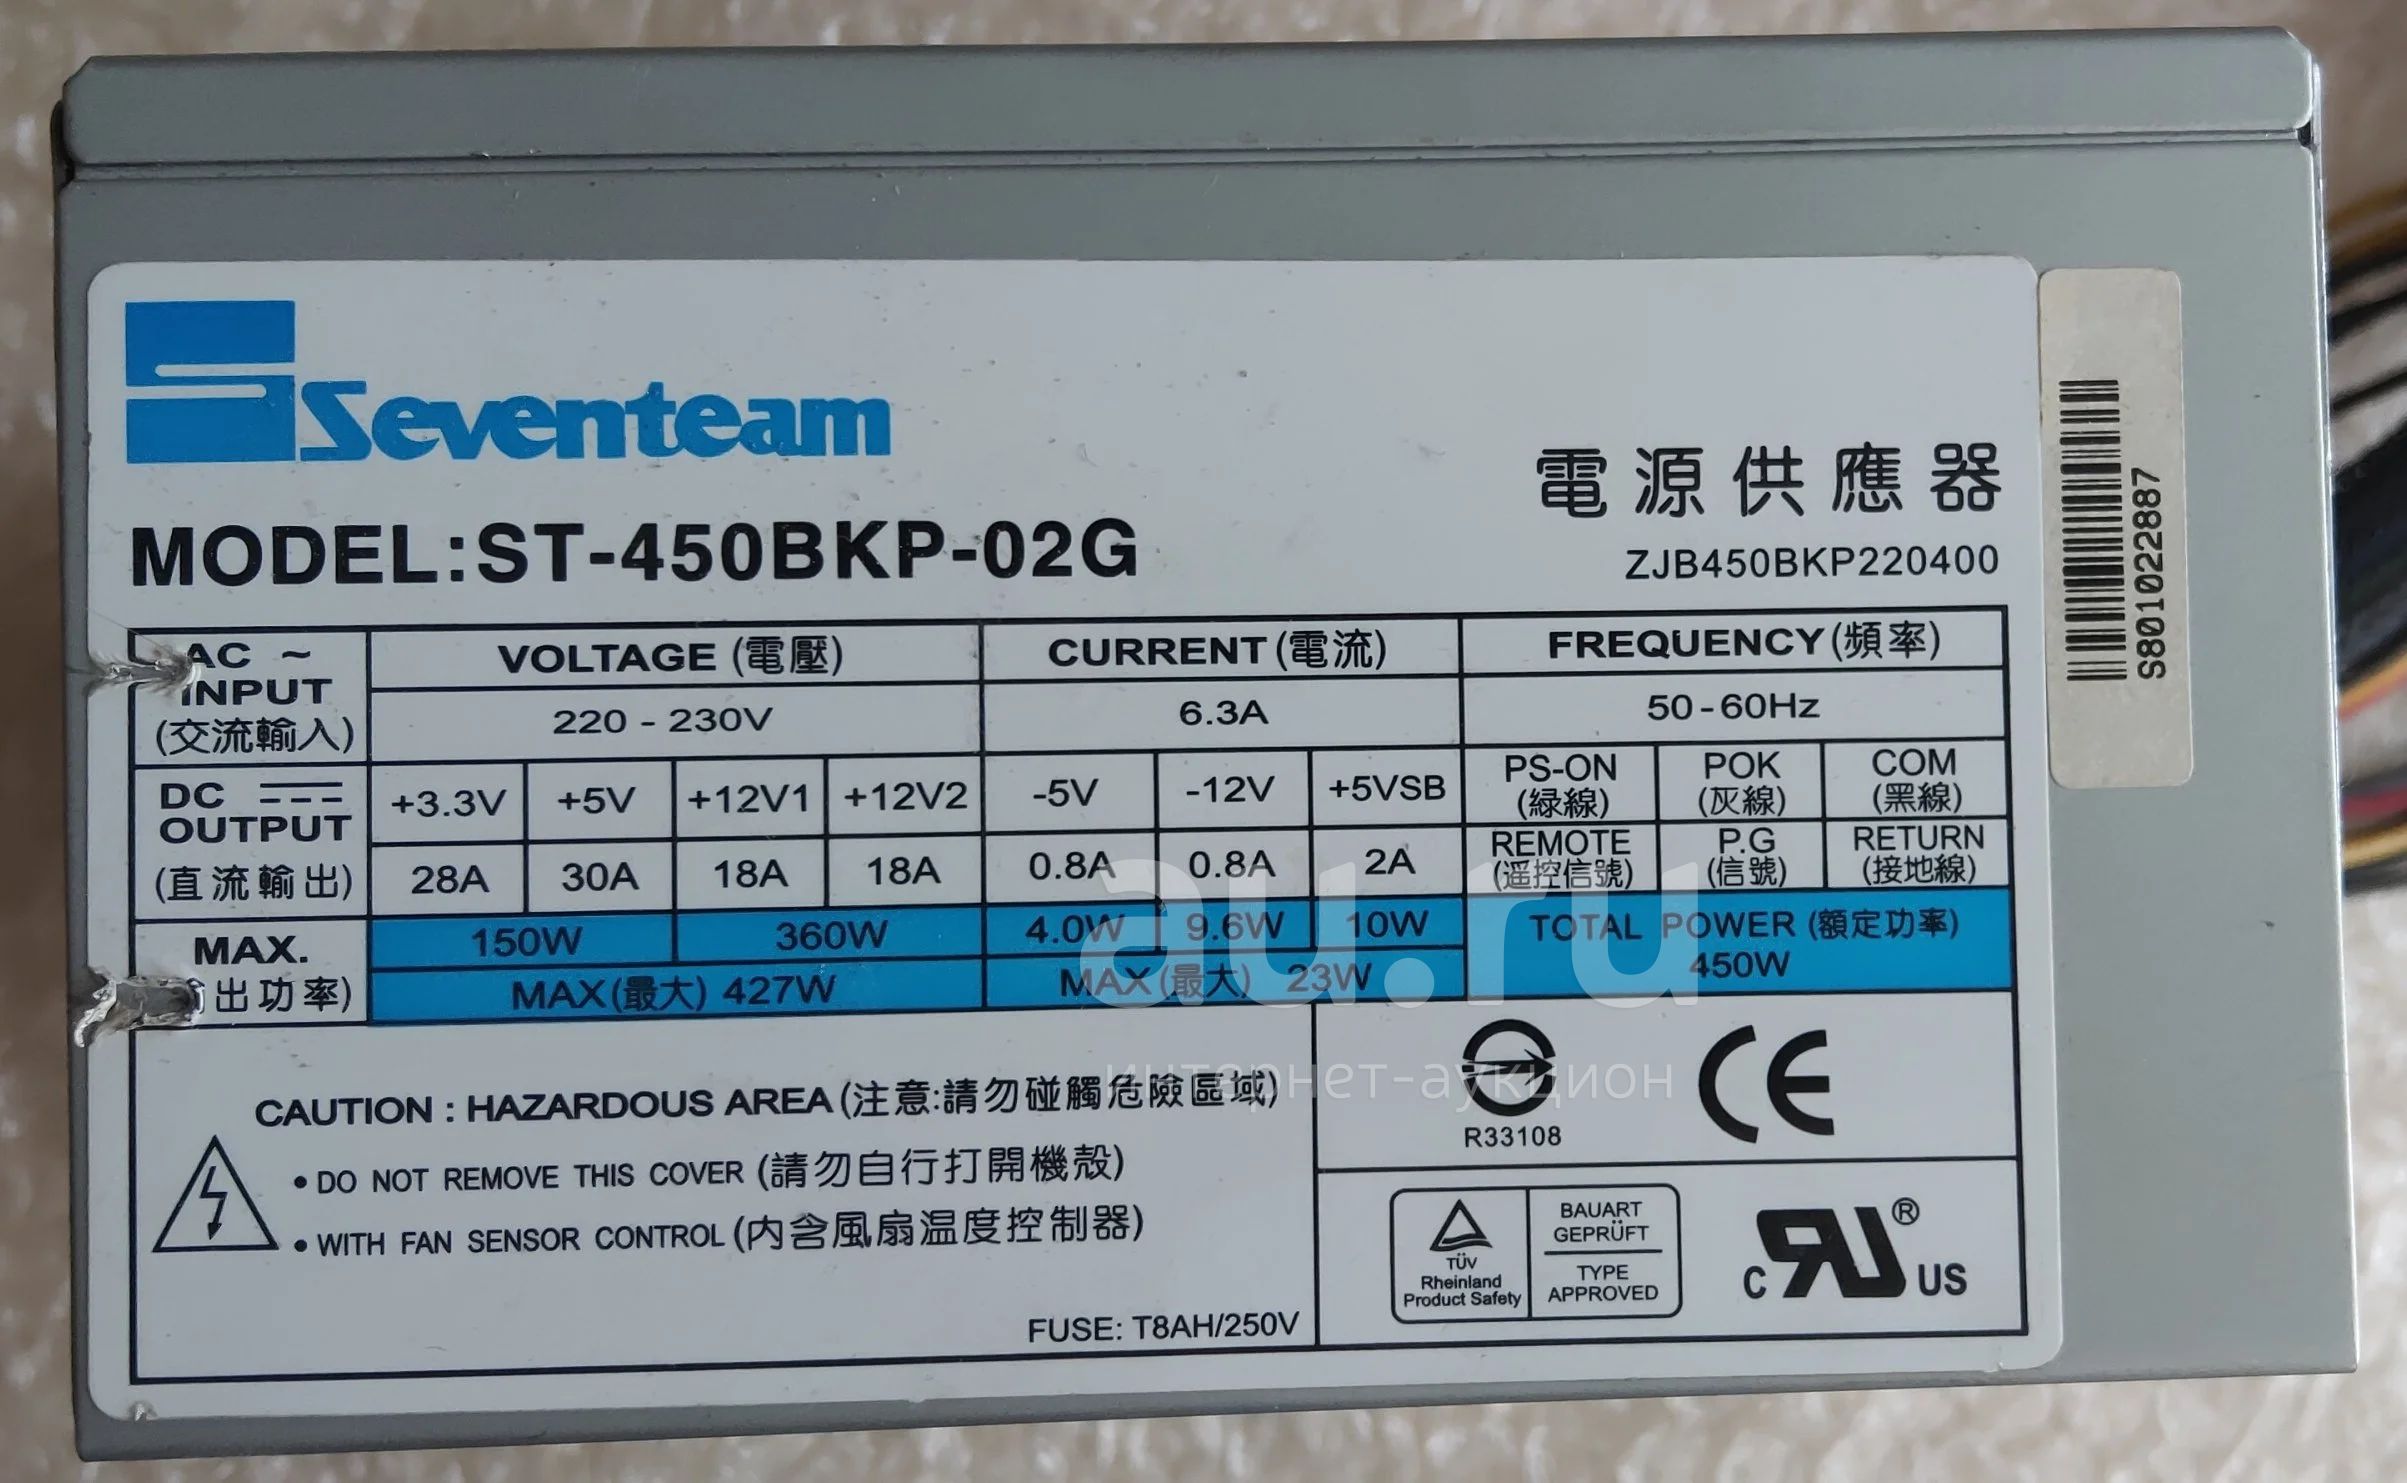 Seventeam
MODEL:ST-450BKP-02G
電源供應器
ZJB450BKP220400
S801022887
AC ~ INPUT (交流輸入)
VOLTAGE (電壓) CURRENT (電流) FREQUENCY (頻率)
220 - 230V 6.3A 50-60Hz
DC OUTPUT (直流輸出)
+3.3V +5V +12V1 +12V2 -5V -12V +5VSB PS-ON (緑線) POK (灰線) COM (黑線)
28A 30A 18A 18A 0.8A 0.8A 2A REMOTE (遥控信號) P.G (信號) RETURN (接地線)
MAX. 出功率)
150W 360W 4.0W 9.6W 10W TOTAL POWER (額定功率)
MAX (最大) 427W MAX (最大) 23W 450W
au.ru
интернет-аукцион
CAUTION : HAZARDOUS AREA (注意:請勿碰觸危險區域)
• DO NOT REMOVE THIS COVER (請勿自行打開機殼)
• WITH FAN SENSOR CONTROL (内含風扇温度控制器)
FUSE: T8AH/250V
R33108
CE
TÜV
Rheinland
Product Safety
BAUART
GEPRÜFT
TYPE
APPROVED
C RU ® US